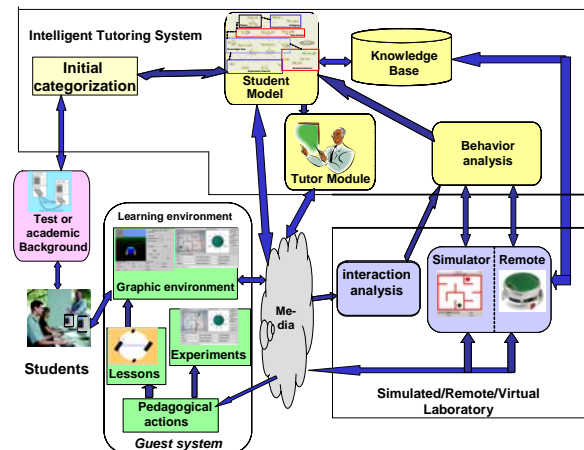 Intelligent Tutoring System
Initial
categorization
Student
Model
Knowledge
Base
Tutor Module
Behavior
analysis
Test or
academic
Background
Learning environment
Graphic environment
Me-
dia
interaction
analysis
Simulator
Remote
Students
Lessons
Experiments
Pedagogical
actions
Guest system
Simulated/Remote/Virtual
Laboratory